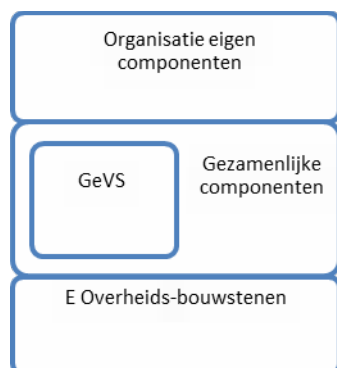 Organisatie eigen
componenten
GeVS
Gezamenlijke
componenten
E Overheids-bouwstenen